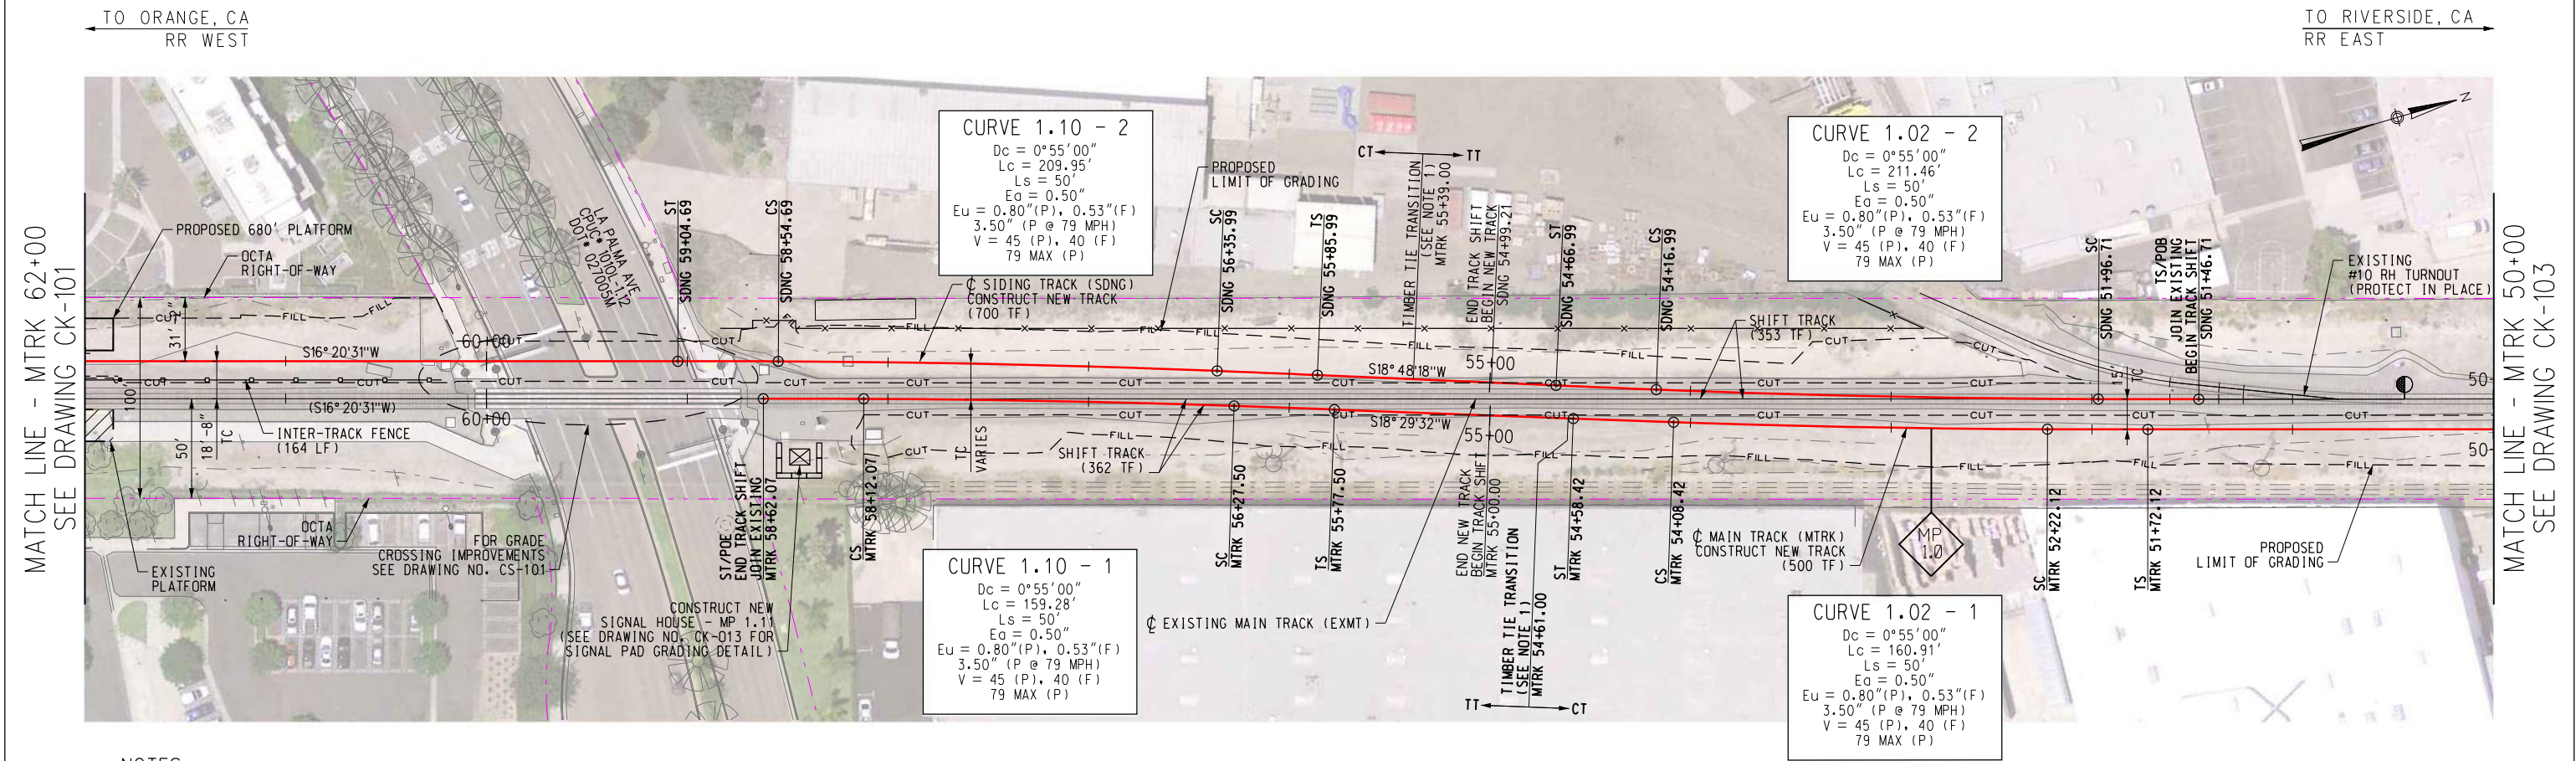 TO ORANGE, CA
RR WEST
TO RIVERSIDE, CA
RR EAST
MATCH LINE - MTRK 62+00
SEE DRAWING CK-101
MATCH LINE - MTRK 50+00
SEE DRAWING CK-103
N
PROPOSED 680' PLATFORM
OCTA
RIGHT-OF-WAY
LA PALMA AVE
CPUC# 101OL-1.12
DOT# 027005M
ST
SDNG 59+04.69
CS
SDNG 58+54.69
CURVE 1.10 - 2
Dc = 0°55'00"
Lc = 209.95'
Ls = 50'
Ea = 0.50"
Eu = 0.80"(P), 0.53"(F)
3.50" (P @ 79 MPH)
V = 45 (P), 40 (F)
79 MAX (P)
℄ SIDING TRACK (SDNG)
CONSTRUCT NEW TRACK
(700 TF)
PROPOSED
LIMIT OF GRADING
SC
SDNG 56+35.99
TS
SDNG 55+85.99
CT
TT
TIMBER TIE TRANSITION
(SEE NOTE 1)
MTRK 55+39.00
END TRACK SHIFT
BEGIN NEW TRACK
SDNG 54+99.21
ST
SDNG 54+66.99
CS
SDNG 54+16.99
SHIFT TRACK
(353 TF)
CURVE 1.02 - 2
Dc = 0°55'00"
Lc = 211.46'
Ls = 50'
Ea = 0.50"
Eu = 0.80"(P), 0.53"(F)
3.50" (P @ 79 MPH)
V = 45 (P), 40 (F)
79 MAX (P)
SC
SDNG 51+96.71
TS/POB
JOIN EXISTING
BEGIN TRACK SHIFT
SDNG 51+46.71
EXISTING
#10 RH TURNOUT
(PROTECT IN PLACE)
CUT
FILL
31'
60+00
S16°20'31"W
S18°48'18"W
55+00
15'
TC
50
100'
(S16°20'31"W)
50'
18'-8"
TC
INTER-TRACK FENCE
(164 LF)
60+00
TC
VARIES
SHIFT TRACK
(362 TF)
S18°29'32"W
55+00
50
OCTA
RIGHT-OF-WAY
EXISTING
PLATFORM
FOR GRADE
CROSSING IMPROVEMENTS
SEE DRAWING NO. CS-101
ST/POE
END TRACK SHIFT
JOIN EXISTING
MTRK 58+62.07
CS
MTRK 58+12.07
CONSTRUCT NEW
SIGNAL HOUSE - MP 1.11
(SEE DRAWING NO. CK-013 FOR
SIGNAL PAD GRADING DETAIL)
CURVE 1.10 - 1
Dc = 0°55'00"
Lc = 159.28'
Ls = 50'
Ea = 0.50"
Eu = 0.80"(P), 0.53"(F)
3.50" (P @ 79 MPH)
V = 45 (P), 40 (F)
79 MAX (P)
SC
MTRK 56+27.50
TS
MTRK 55+77.50
℄ EXISTING MAIN TRACK (EXMT)
END NEW TRACK
BEGIN TRACK SHIFT
MTRK 55+00.00
TIMBER TIE TRANSITION
(SEE NOTE 1)
MTRK 54+61.00
TT
CT
ST
MTRK 54+58.42
CS
MTRK 54+08.42
℄ MAIN TRACK (MTRK)
CONSTRUCT NEW TRACK
(500 TF)
MP
1.0
SC
MTRK 52+22.12
TS
MTRK 51+72.12
PROPOSED
LIMIT OF GRADING
CURVE 1.02 - 1
Dc = 0°55'00"
Lc = 160.91'
Ls = 50'
Ea = 0.50"
Eu = 0.80"(P), 0.53"(F)
3.50" (P @ 79 MPH)
V = 45 (P), 40 (F)
79 MAX (P)